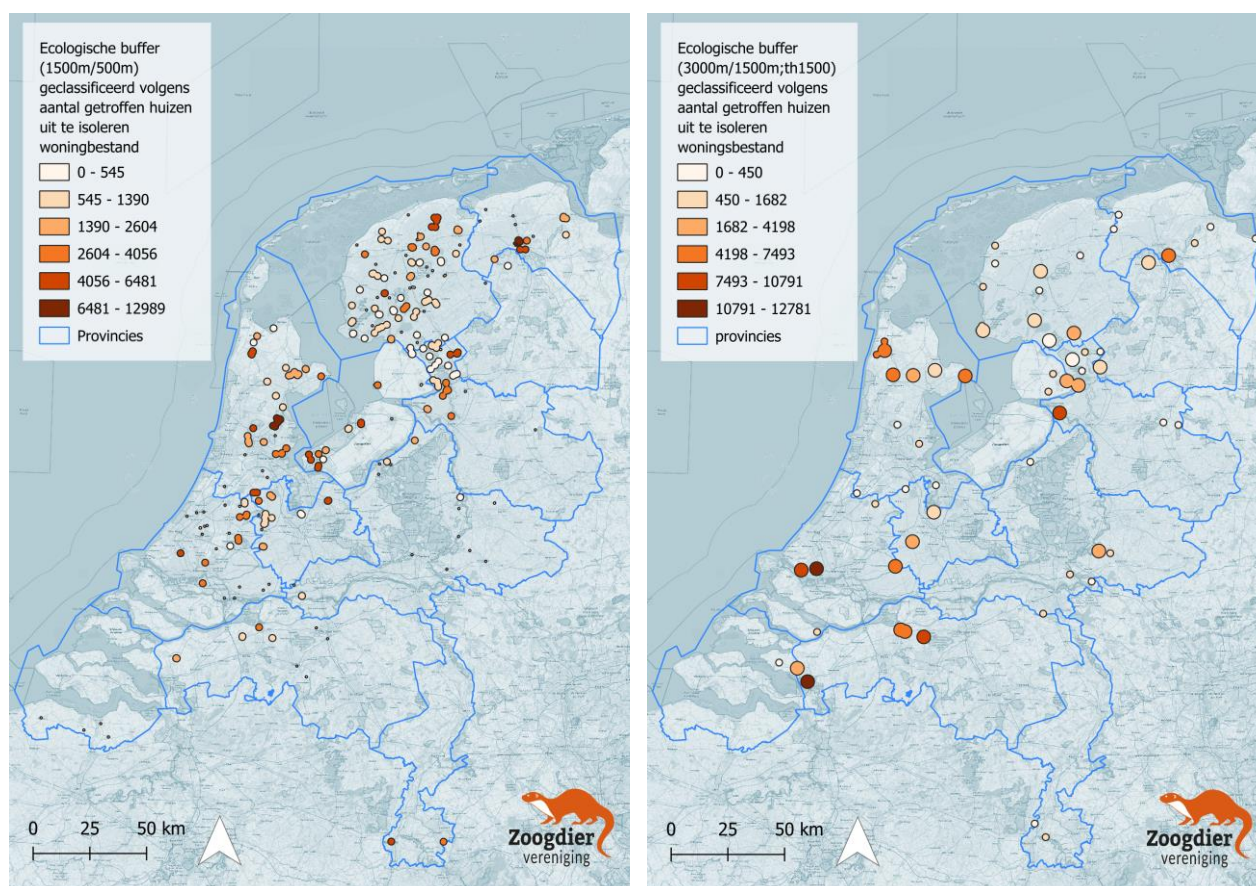 Ecologische buffer
(1500m/500m)
geclassificeerd volgens
aantal getroffen huizen
uit te isoleren
woningbestand
0 - 545
545 - 1390
1390 - 2604
2604 - 4056
4056 - 6481
6481 - 12989
Provincies
0 25 50 km
Zoogdier
vereniging
Ecologische buffer
(3000m/1500m;th1500)
geclassificeerd volgens
aantal getroffen huizen
uit te isoleren
woningsbestand
0 - 450
450 - 1682
1682 - 4198
4198 - 7493
7493 - 10791
10791 - 12781
provincies
0 25 50 km
Zoogdier
vereniging